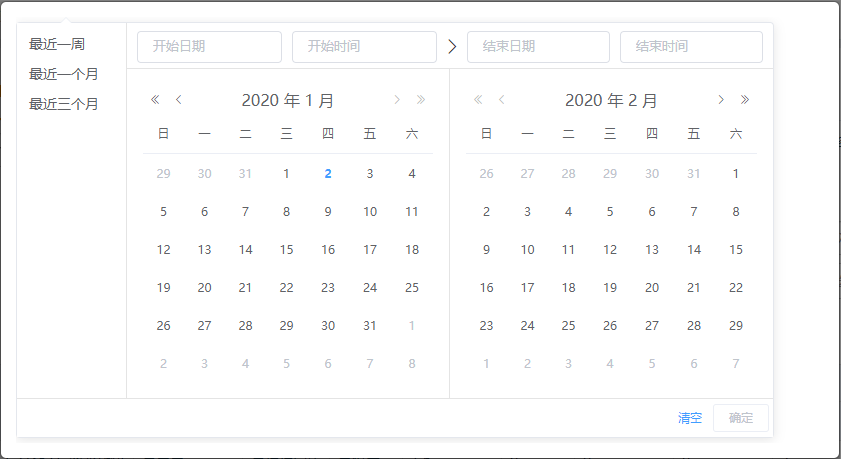 最近一周
最近一个月
最近三个月
开始日期 开始时间 结束日期 结束时间
2020 年 1 月
日 一 二 三 四 五 六
29 30 31 1 2 3 4
5 6 7 8 9 10 11
12 13 14 15 16 17 18
19 20 21 22 23 24 25
26 27 28 29 30 31 1
2 3 4 5 6 7 8
2020 年 2 月
日 一 二 三 四 五 六
26 27 28 29 30 31 1
2 3 4 5 6 7 8
9 10 11 12 13 14 15
16 17 18 19 20 21 22
23 24 25 26 27 28 29
1 2 3 4 5 6 7
清空 确定